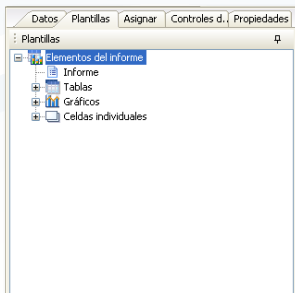 Datos Plantillas Asignar Controles d.. Propiedades
Plantillas
Elementos del informe
Informe
Tablas
Gráficos
Celdas individuales